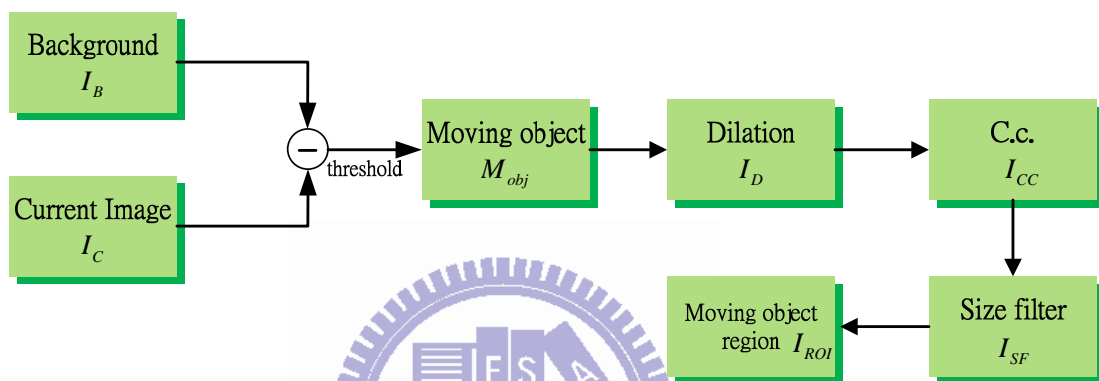 Background
I_B
Current Image
I_C
−
threshold
Moving object
M_obj
Dilation
I_D
C.c.
I_CC
Size filter
I_SF
Moving object
region I_ROI
E S A